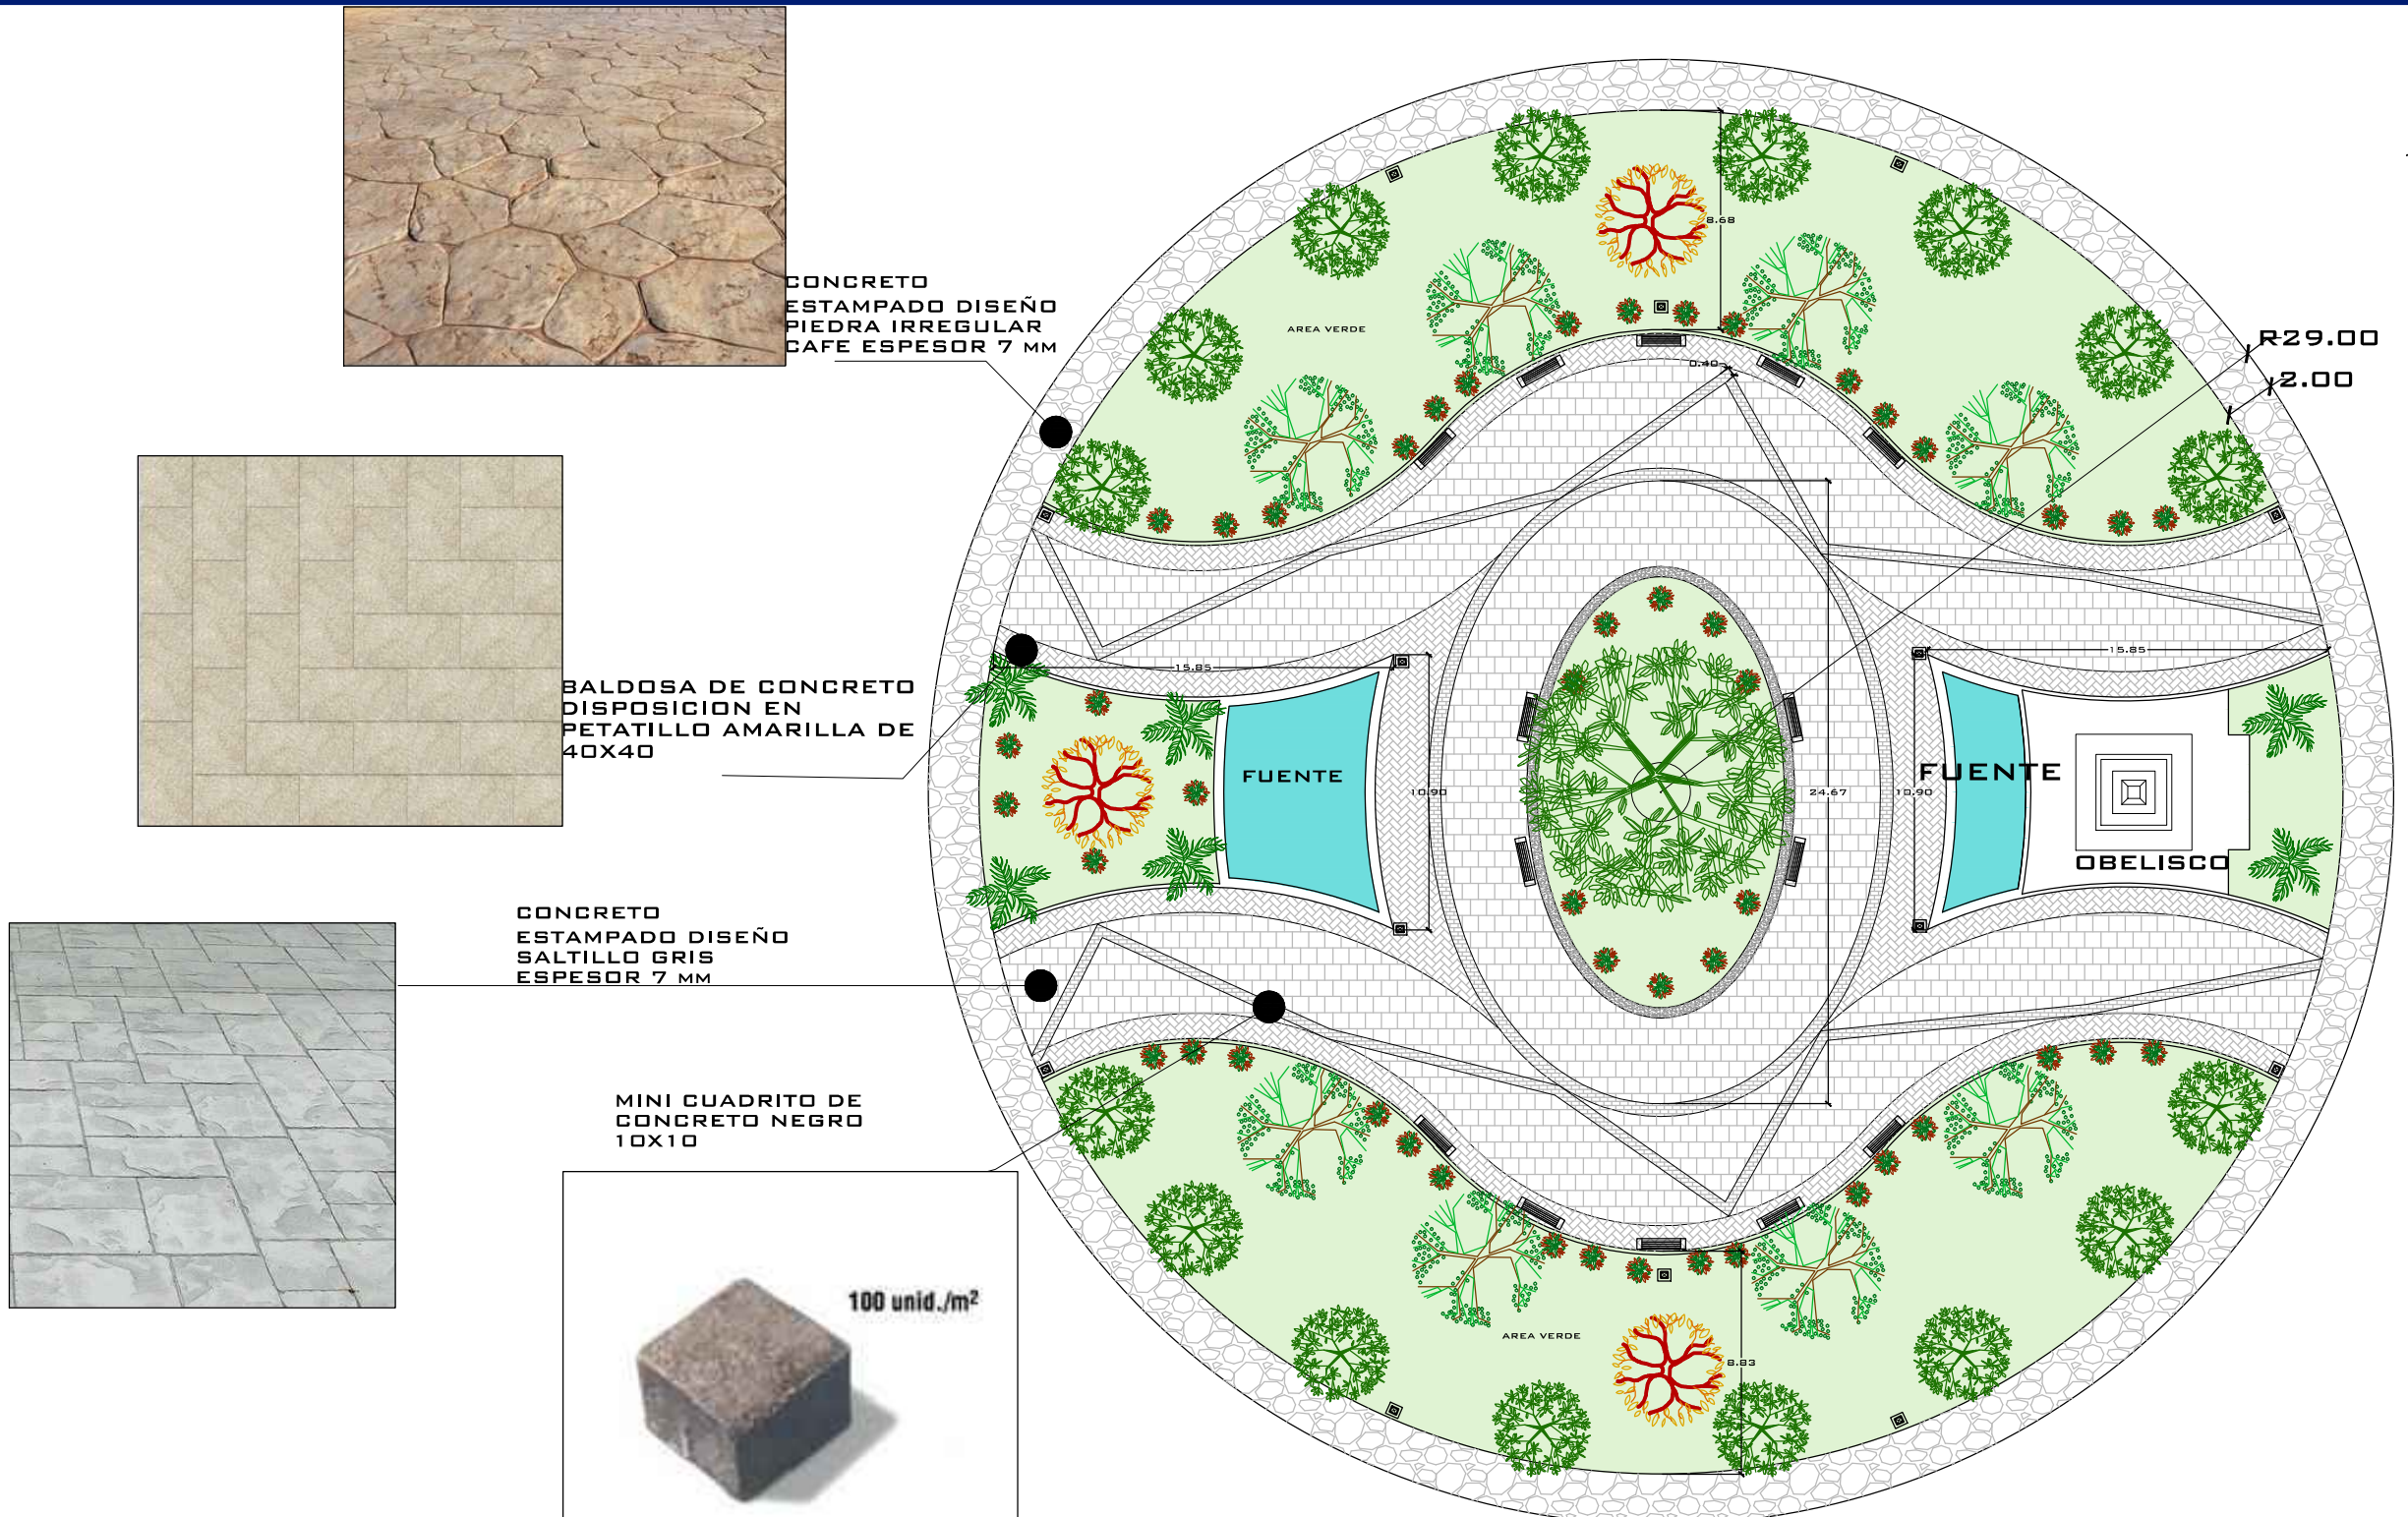 CONCRETO
ESTAMPADO DISEÑO
PIEDRA IRREGULAR
CAFE ESPESOR 7 MM
BALDOSA DE CONCRETO
DISPOSICION EN
PETATILLO AMARILLA DE
40X40
CONCRETO
ESTAMPADO DISEÑO
SALTILLO GRIS
ESPESOR 7 MM
MINI CUADRITO DE
CONCRETO NEGRO
10X10
100 unid./m²
8.68
AREA VERDE
R29.00
2.00
0.40
15.85
15.85
FUENTE
10.90
24.67
10.90
FUENTE
OBELISCO
AREA VERDE
8.83